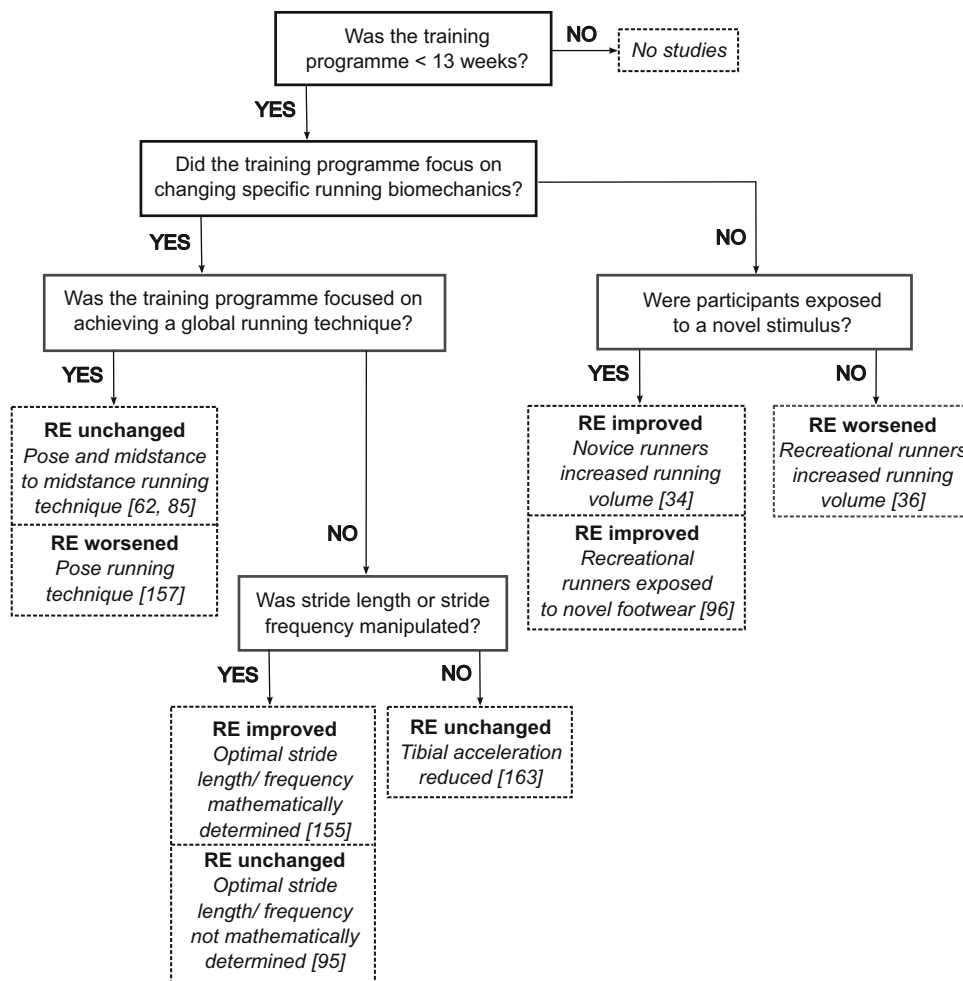 Was the training
programme < 13 weeks?
NO
No studies
YES
Did the training programme focus on
changing specific running biomechanics?
YES
NO
Was the training programme focused on
achieving a global running technique?
Were participants exposed
to a novel stimulus?
YES
NO
YES
NO
RE unchanged
Pose and midstance
to midstance running
technique [62, 85]
RE worsened
Pose running
technique [157]
RE improved
Novice runners
increased running
volume [34]
RE improved
Recreational
runners exposed
to novel footwear [96]
RE worsened
Recreational runners
increased running
volume [36]
Was stride length or stride
frequency manipulated?
YES
NO
RE improved
Optimal stride
length/ frequency
mathematically
determined [155]
RE unchanged
Optimal stride
length/ frequency
not mathematically
determined [95]
RE unchanged
Tibial acceleration
reduced [163]